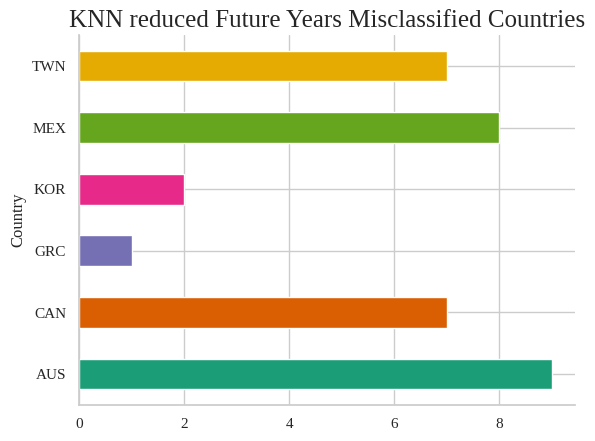 KNN reduced Future Years Misclassified Countries
TWN
MEX
KOR
GRC
CAN
AUS
Country
0 2 4 6 8